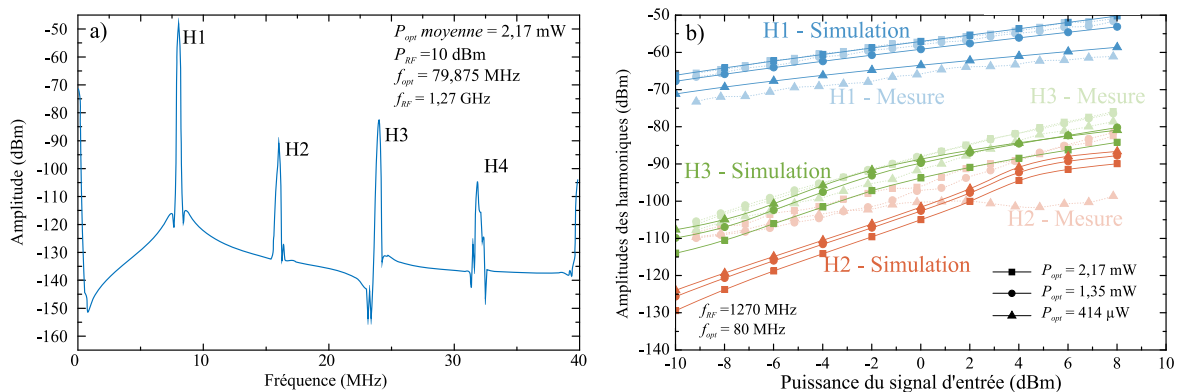 a)
H1
H2
H3
H4
P_opt moyenne = 2,17 mW
P_RF =10 dBm
f_opt = 79,875 MHz
f_RF = 1,27 GHz
-50
-60
-70
-80
-90
-100
-110
-120
-130
-140
-150
-160
Amplitude (dBm)
0
10
20
30
40
Fréquence (MHz)
b)
H1 - Simulation
H1 - Mesure
H3 - Mesure
H3 - Simulation
H2 - Mesure
H2 - Simulation
P_opt = 2,17 mW
P_opt = 1,35 mW
P_opt = 414 µW
f_RF =1270 MHz
f_opt = 80 MHz
-50
-60
-70
-80
-90
-100
-110
-120
-130
-140
Amplitudes des harmoniques (dBm)
-10
-8
-6
-4
-2
0
2
4
6
8
10
Puissance du signal d'entrée (dBm)